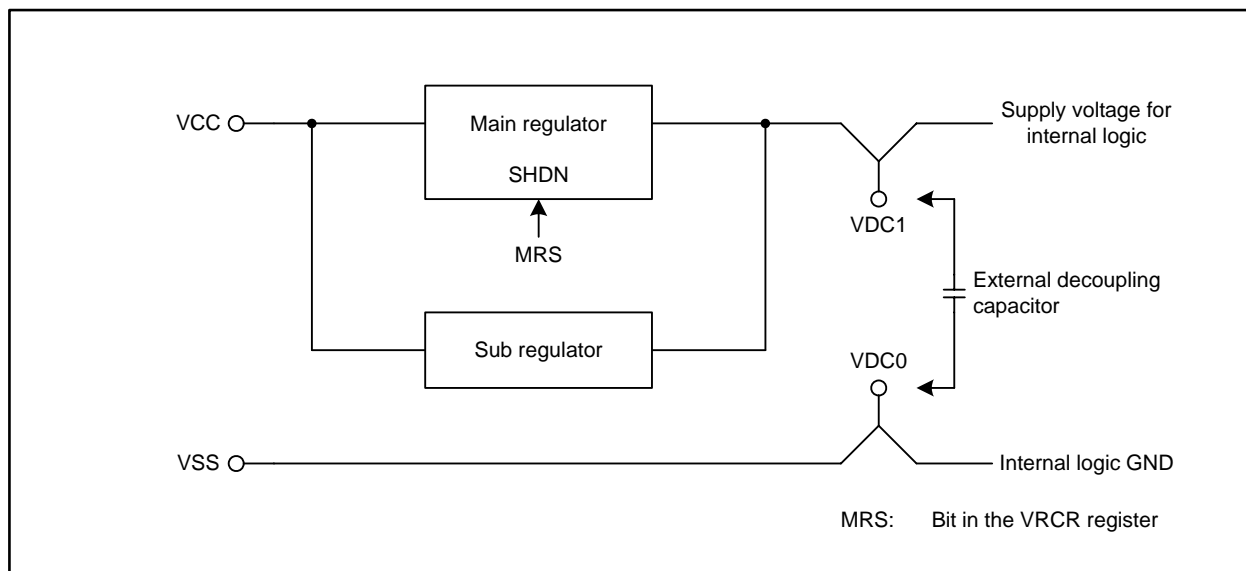 VCC
Main regulator
SHDN
MRS
Supply voltage for
internal logic
VDC1
External decoupling
capacitor
Sub regulator
VDC0
VSS
Internal logic GND
MRS: Bit in the VRCR register